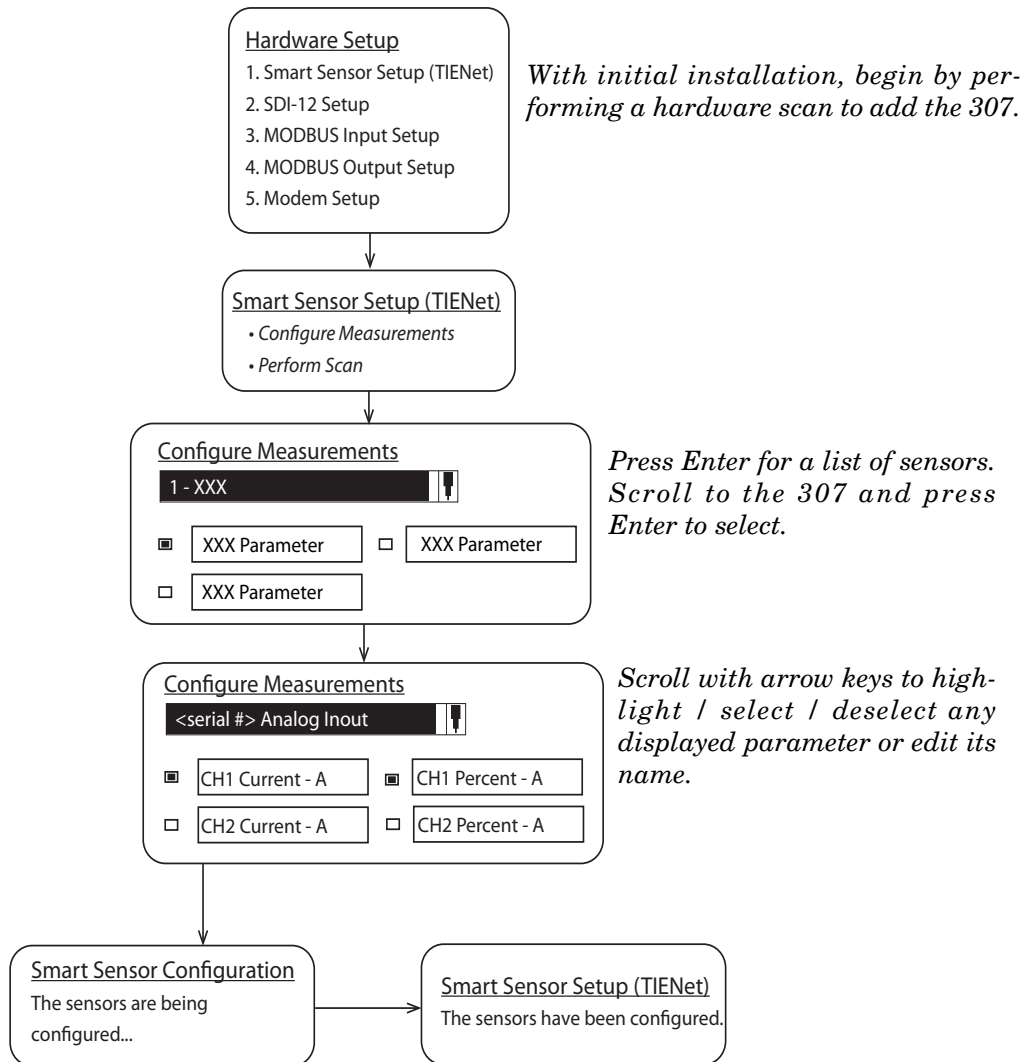 Hardware Setup
1. Smart Sensor Setup (TIENet)
2. SDI-12 Setup
3. MODBUS Input Setup
4. MODBUS Output Setup
5. Modem Setup
With initial installation, begin by per-
forming a hardware scan to add the 307.
Smart Sensor Setup (TIENet)
• Configure Measurements
• Perform Scan
Configure Measurements
1 - XXX
XXX Parameter
XXX Parameter
XXX Parameter
Press Enter for a list of sensors.
Scroll to the 307 and press
Enter to select.
Configure Measurements
<serial #> Analog Inout
CH1 Current - A
CH1 Percent - A
CH2 Current - A
CH2 Percent - A
Scroll with arrow keys to high-
light / select / deselect any
displayed parameter or edit its
name.
Smart Sensor Configuration
The sensors are being
configured...
Smart Sensor Setup (TIENet)
The sensors have been configured.